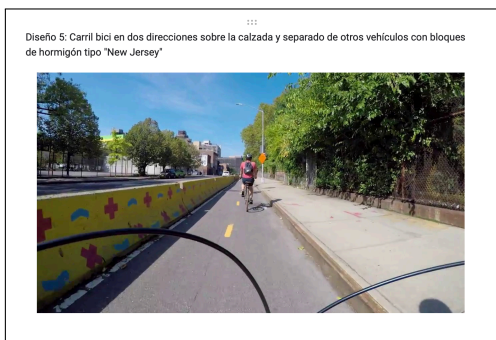 Diseño 5: Carril bici en dos direcciones sobre la calzada y separado de otros vehículos con bloques
de hormigón tipo "New Jersey"